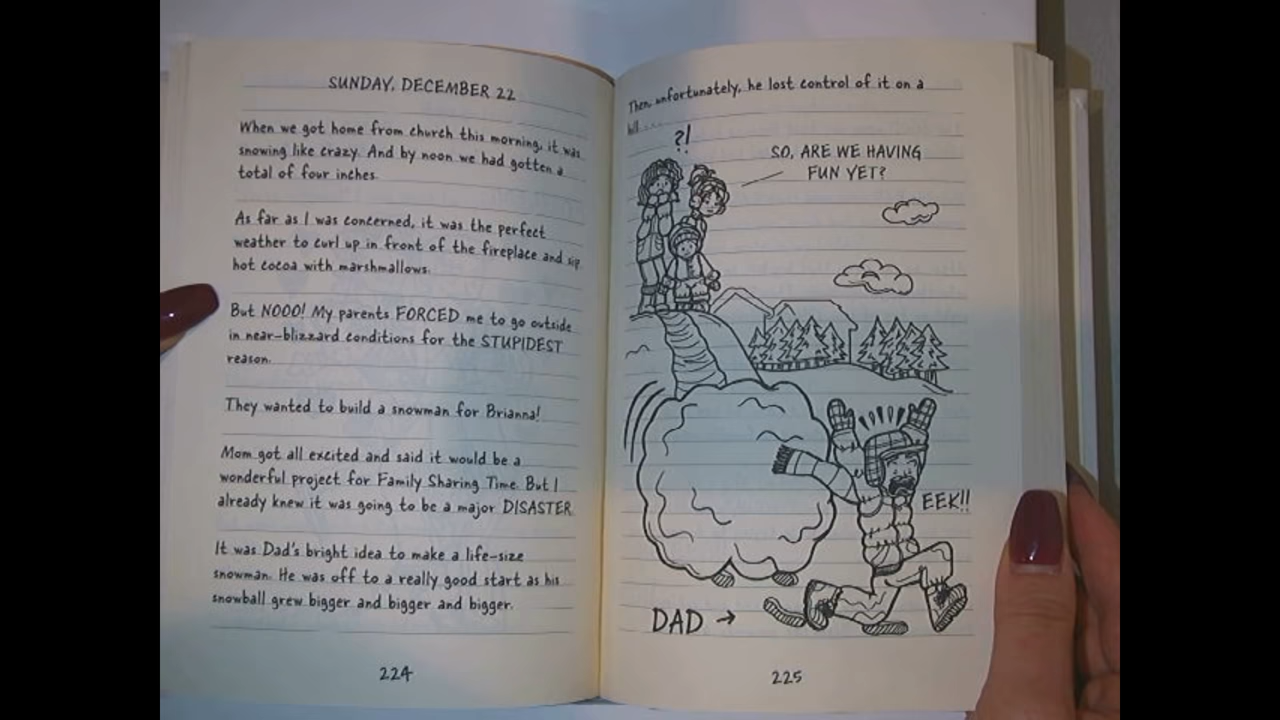 SUNDAY, DECEMBER 22
When we got home from church this morning, it was
snowing like crazy. And by noon we had gotten a
total of four inches.
As far as I was concerned, it was the perfect
weather to curl up in front of the fireplace and sip
hot cocoa with marshmallows.
But NOOO! My parents FORCED me to go outside
in near-blizzard conditions for the STUPIDEST
reason.
They wanted to build a snowman for Brianna!
Mom got all excited and said it would be a
wonderful project for Family Sharing Time. But I
already knew it was going to be a major DISASTER.
It was Dad's bright idea to make a life-size
snowman. He was off to a really good start as his
snowball grew bigger and bigger and bigger.
224
Then, unfortunately, he lost control of it on a
hill . . .
?!
SO, ARE WE HAVING
FUN YET?
EEK!!
DAD →
225